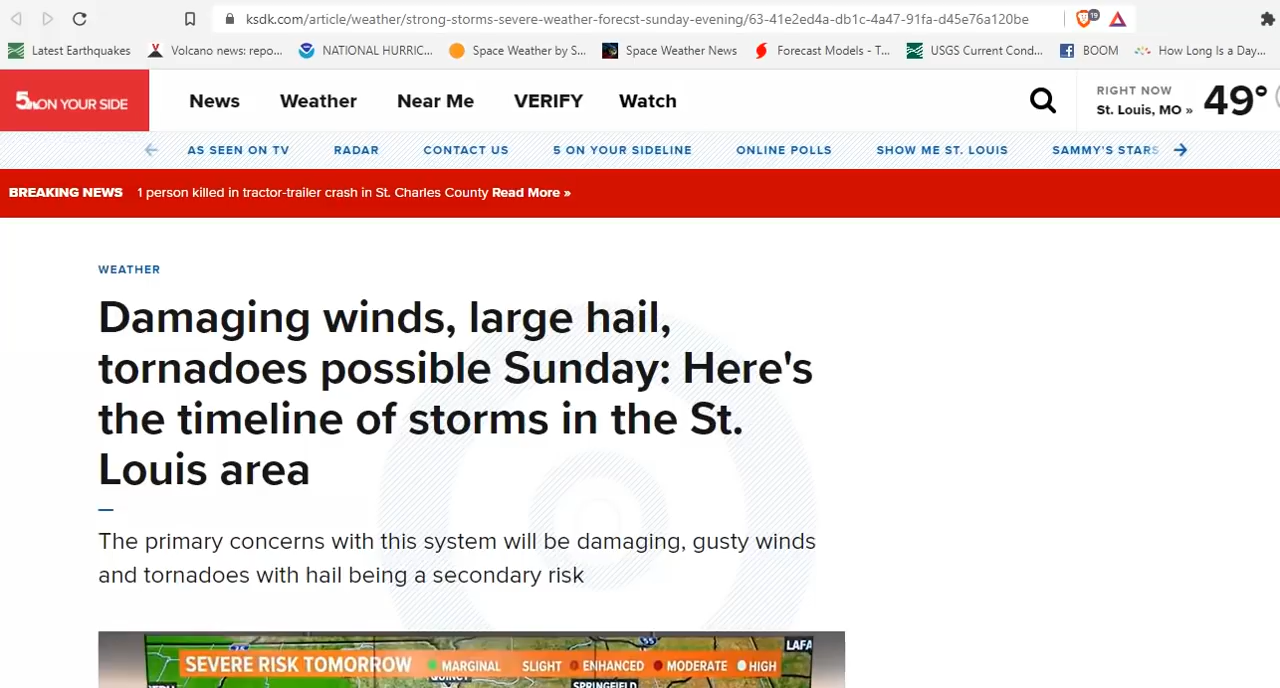 ksdk.com/article/weather/strong-storms-severe-weather-forecst-sunday-evening/63-41e2ed4a-db1c-4a47-91fa-d45e76a120be
19
Latest Earthquakes Volcano news: repo... NATIONAL HURRIC... Space Weather by S... Space Weather News Forecast Models - T... USGS Current Cond... BOOM How Long Is a Day...
5 ON YOUR SIDE News Weather Near Me VERIFY Watch RIGHT NOW 49°
St. Louis, MO »
AS SEEN ON TV RADAR CONTACT US 5 ON YOUR SIDELINE ONLINE POLLS SHOW ME ST. LOUIS SAMMY'S STARS
BREAKING NEWS 1 person killed in tractor-trailer crash in St. Charles County Read More »
WEATHER
Damaging winds, large hail,
tornadoes possible Sunday: Here's
the timeline of storms in the St.
Louis area
The primary concerns with this system will be damaging, gusty winds
and tornadoes with hail being a secondary risk
SEVERE RISK TOMORROW MARGINAL SLIGHT ENHANCED MODERATE HIGH
LAFA
QUINCY SPRINGFIELD